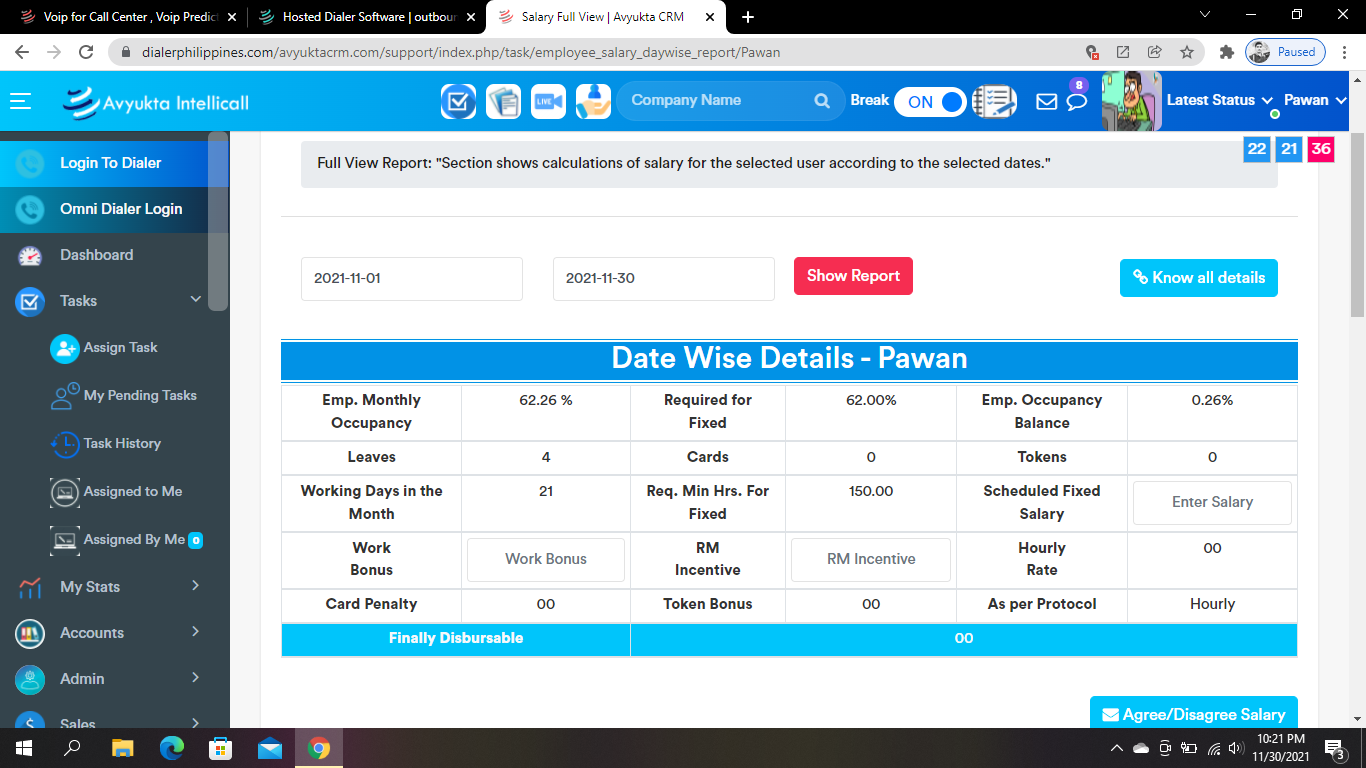 Voip for Call Center , Voip Predict
Hosted Dialer Software | outbour
Salary Full View | Avyukta CRM
dialerphilippines.com/avyuktacrm.com/support/index.php/task/employee_salary_daywise_report/Pawan
Paused
Avyukta Intellicall
LIVE
Company Name
Break
ON
8
Latest Status
Pawan
Login To Dialer
Omni Dialer Login
Dashboard
Tasks
Assign Task
My Pending Tasks
Task History
Assigned to Me
Assigned By Me 0
My Stats
Accounts
Admin
Sales
Full View Report: "Section shows calculations of salary for the selected user according to the selected dates."
22 21 36
2021-11-01
2021-11-30
Show Report
Know all details
Date Wise Details - Pawan
Emp. Monthly Occupancy 62.26 % Required for Fixed 62.00% Emp. Occupancy Balance 0.26%
Leaves 4 Cards 0 Tokens 0
Working Days in the Month 21 Req. Min Hrs. For Fixed 150.00 Scheduled Fixed Salary Enter Salary
Work Bonus Work Bonus RM Incentive RM Incentive Hourly Rate 00
Card Penalty 00 Token Bonus 00 As per Protocol Hourly
Finally Disbursable 00
Agree/Disagree Salary
10:21 PM
11/30/2021
3